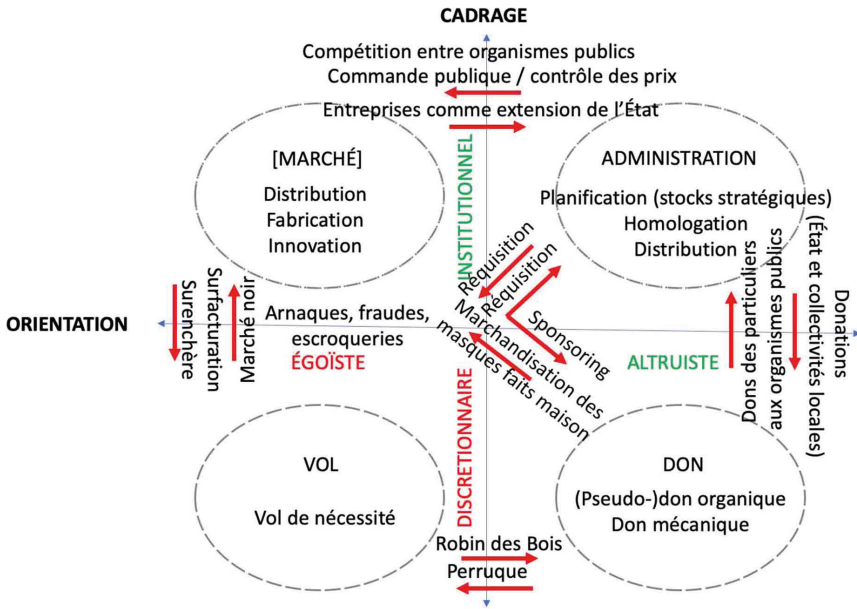 CADRAGE
Compétition entre organismes publics
Commande publique / contrôle des prix
Entreprises comme extension de l'État
[MARCHÉ]
Distribution
Fabrication
Innovation
INSTITUTIONNEL
ADMINISTRATION
Planification (stocks stratégiques)
Homologation
Distribution
Réquisition
Réquisition
Sponsoring
Marchandisation des
masques faits maison
ORIENTATION
Surenchère
Surfacturation
Marché noir
Arnaques, fraudes,
escroqueries
ÉGOÏSTE
ALTRUISTE
Dons des particuliers
aux organismes publics
(État et collectivités locales)
Donations
DISCRETIONNAIRE
VOL
Vol de nécessité
DON
(Pseudo-)don organique
Don mécanique
Robin des Bois
Perruque